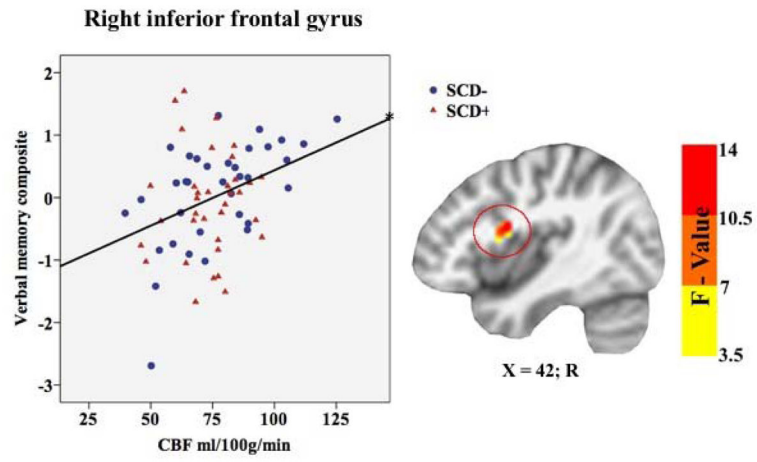 Right inferior frontal gyrus
2
1
0
-1
-2
-3
Verbal memory composite
25 50 75 100 125
CBF ml/100g/min
*
SCD-
SCD+
X = 42; R
14
10.5
7
3.5
F - Value